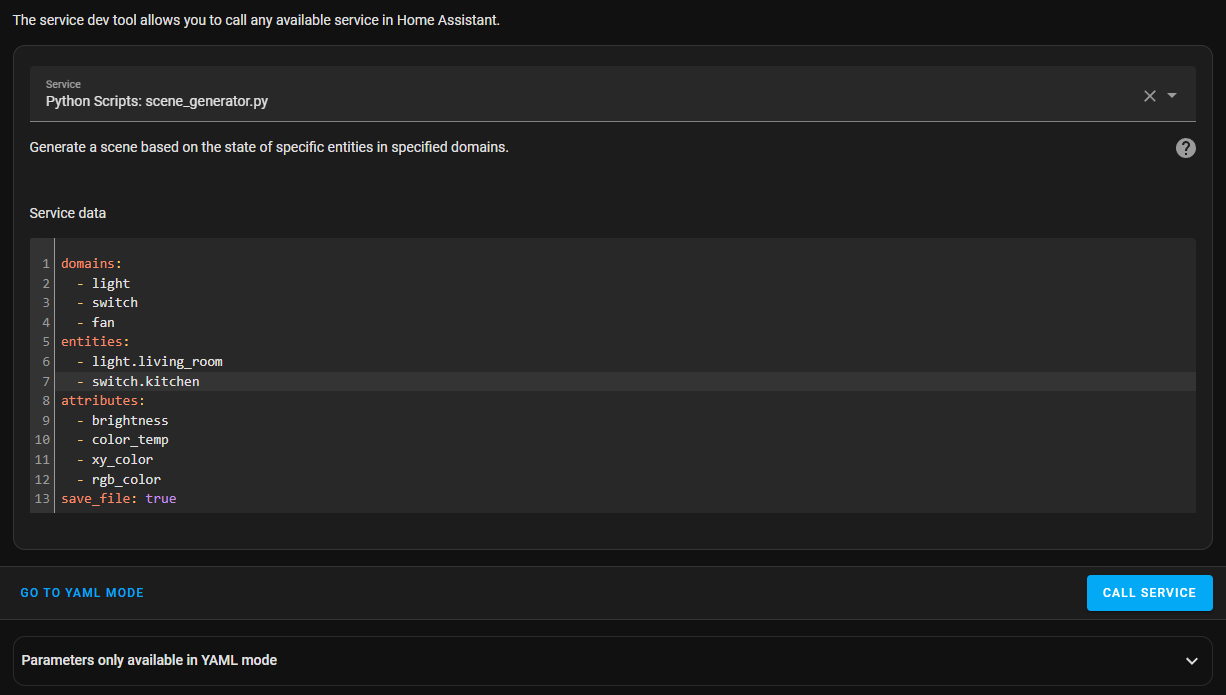 The service dev tool allows you to call any available service in Home Assistant.
Service
Python Scripts: scene_generator.py
Generate a scene based on the state of specific entities in specified domains.
Service data
1 domains:
2   - light
3   - switch
4   - fan
5 entities:
6   - light.living_room
7   - switch.kitchen
8 attributes:
9   - brightness
10   - color_temp
11   - xy_color
12   - rgb_color
13 save_file: true
GO TO YAML MODE
CALL SERVICE
Parameters only available in YAML mode